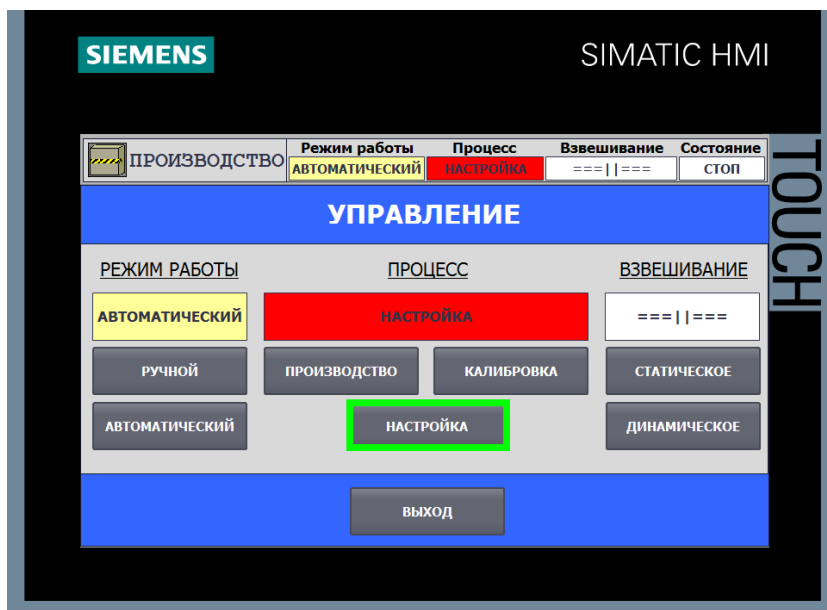 SIEMENS
SIMATIC HMI
TOUCH
ПРОИЗВОДСТВО
Режим работы Процесс Взвешивание Состояние
АВТОМАТИЧЕСКИЙ НАСТРОЙКА ===||=== СТОП
УПРАВЛЕНИЕ
РЕЖИМ РАБОТЫ ПРОЦЕСС ВЗВЕШИВАНИЕ
АВТОМАТИЧЕСКИЙ НАСТРОЙКА ===||===
РУЧНОЙ ПРОИЗВОДСТВО КАЛИБРОВКА СТАТИЧЕСКОЕ
АВТОМАТИЧЕСКИЙ НАСТРОЙКА ДИНАМИЧЕСКОЕ
ВЫХОД